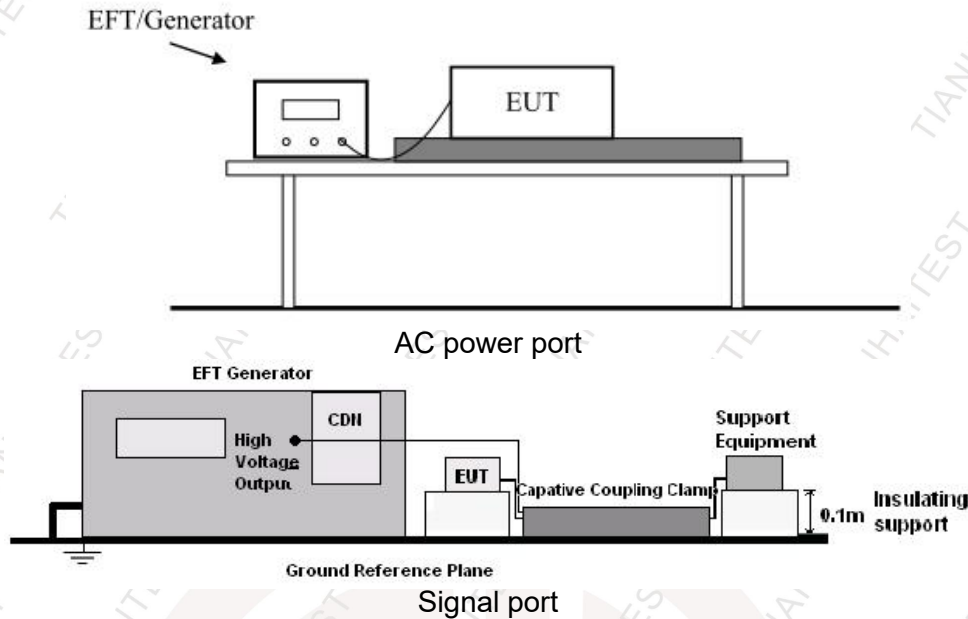 EFT/Generator
EUT
AC power port
EFT Generator
CDN
High
Voltage
Output
EUT
Capative Coupling Clamp
Support
Equipment
0.1m
Insulating
support
Ground Reference Plane
Signal port